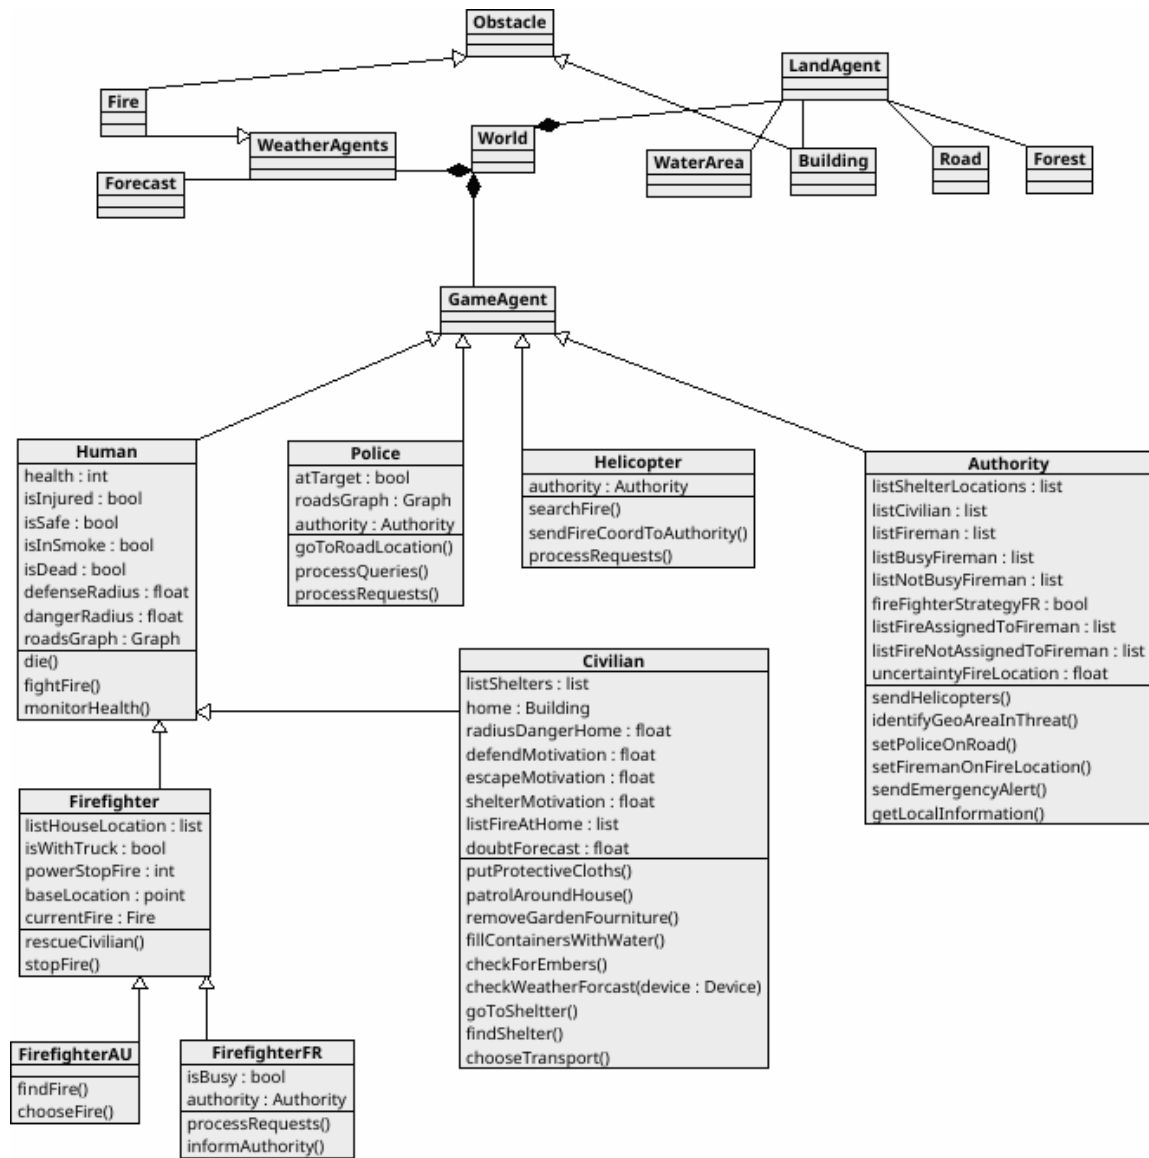 Obstacle
LandAgent
Fire
World
WeatherAgents
WaterArea
Building
Road
Forest
Forecast
GameAgent
Human
health : int
isInjured : bool
isSafe : bool
isInSmoke : bool
isDead : bool
defenseRadius : float
dangerRadius : float
roadsGraph : Graph
die()
fightFire()
monitorHealth()
Police
atTarget : bool
roadsGraph : Graph
authority : Authority
goToRoadLocation()
processQueries()
processRequests()
Helicopter
authority : Authority
searchFire()
sendFireCoordToAuthority()
processRequests()
Authority
listShelterLocations : list
listCivilian : list
listFireman : list
listBusyFireman : list
listNotBusyFireman : list
fireFighterStrategyFR : bool
listFireAssignedToFireman : list
listFireNotAssignedToFireman : list
uncertaintyFireLocation : float
sendHelicopters()
identifyGeoAreaInThreat()
setPoliceOnRoad()
setFiremanOnFireLocation()
sendEmergencyAlert()
getLocalInformation()
Civilian
listShelters : list
home : Building
radiusDangerHome : float
defendMotivation : float
escapeMotivation : float
shelterMotivation : float
listFireAtHome : list
doubtForecast : float
putProtectiveCloths()
patrolAroundHouse()
removeGardenFourniture()
fillContainersWithWater()
checkForEmbers()
checkWeatherForcast(device : Device)
goToSheltter()
findShelter()
chooseTransport()
Firefighter
listHouseLocation : list
isWithTruck : bool
powerStopFire : int
baseLocation : point
currentFire : Fire
rescueCivilian()
stopFire()
FirefighterAU
findFire()
chooseFire()
FirefighterFR
isBusy : bool
authority : Authority
processRequests()
informAuthority()